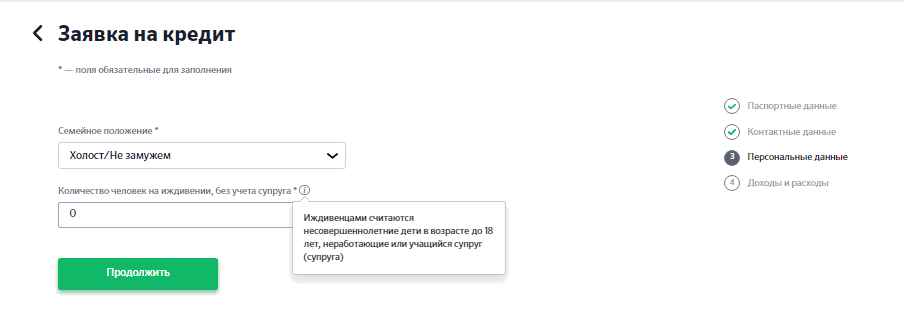 Заявка на кредит
* — поля обязательные для заполнения
Семейное положение *
Холост/Не замужем
Количество человек на иждивении, без учета супруга * i
0
Иждивенцами считаются
несовершеннолетние дети в возрасте до 18
лет, неработающие или учащийся супруг
(супруга)
Продолжить
Паспортные данные
Контактные данные
3 Персональные данные
4 Доходы и расходы